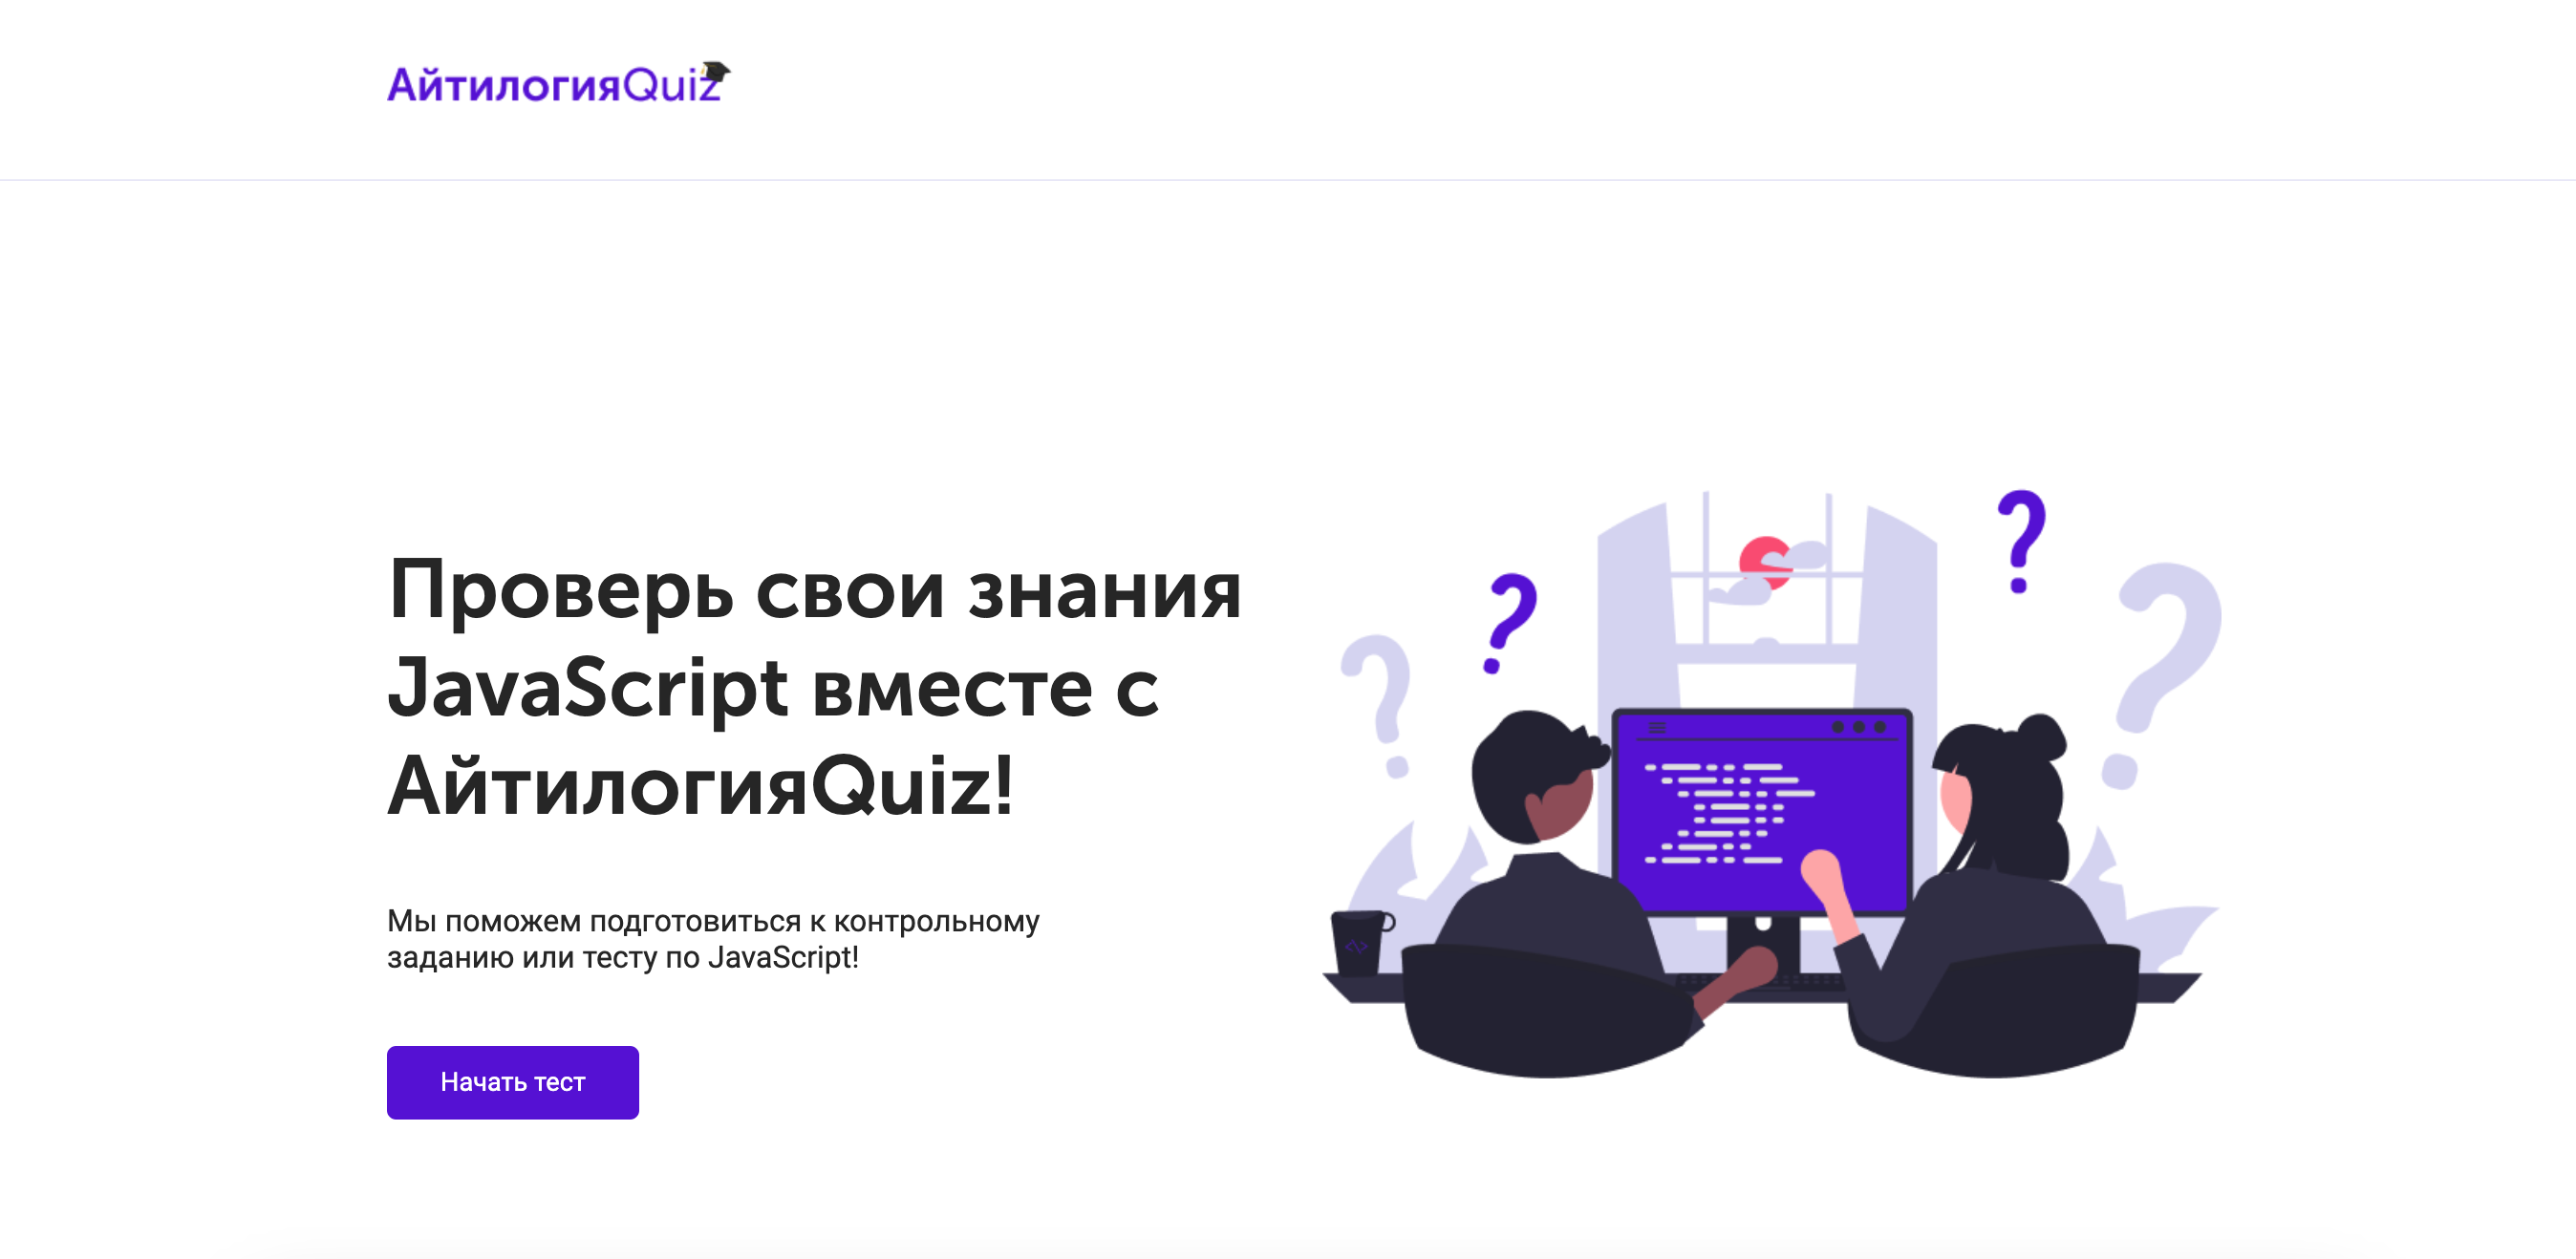 АйтилогияQuiz
Проверь свои знания
JavaScript вместе с
АйтилогияQuiz!
Мы поможем подготовиться к контрольному
заданию или тесту по JavaScript!
Начать тест